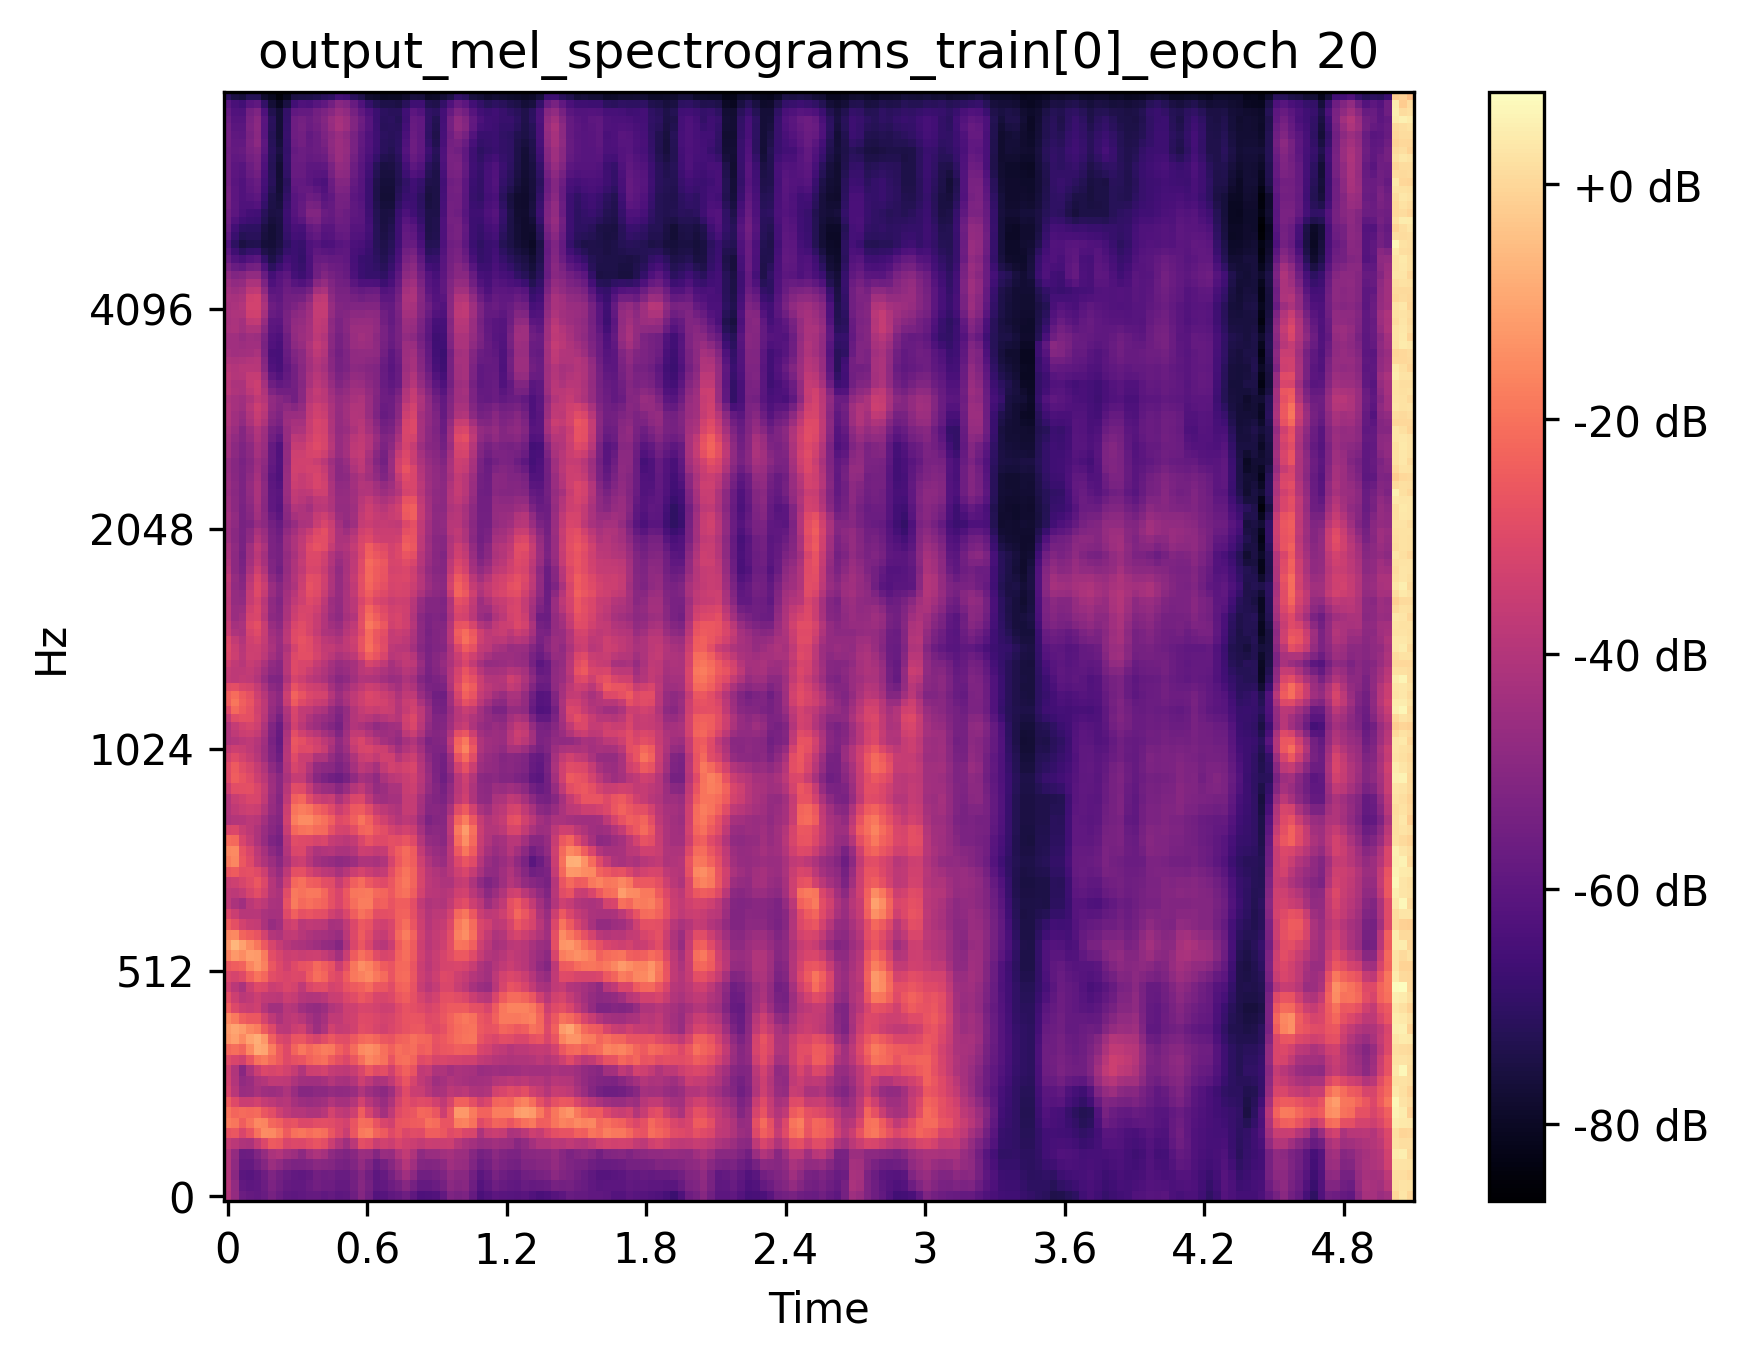 output_mel_spectrograms_train[0]_epoch 20
+0 dB
4096
-20 dB
2048
Hz
-40 dB
1024
-60 dB
512
-80 dB
0
0 0.6 1.2 1.8 2.4 3 3.6 4.2 4.8
Time